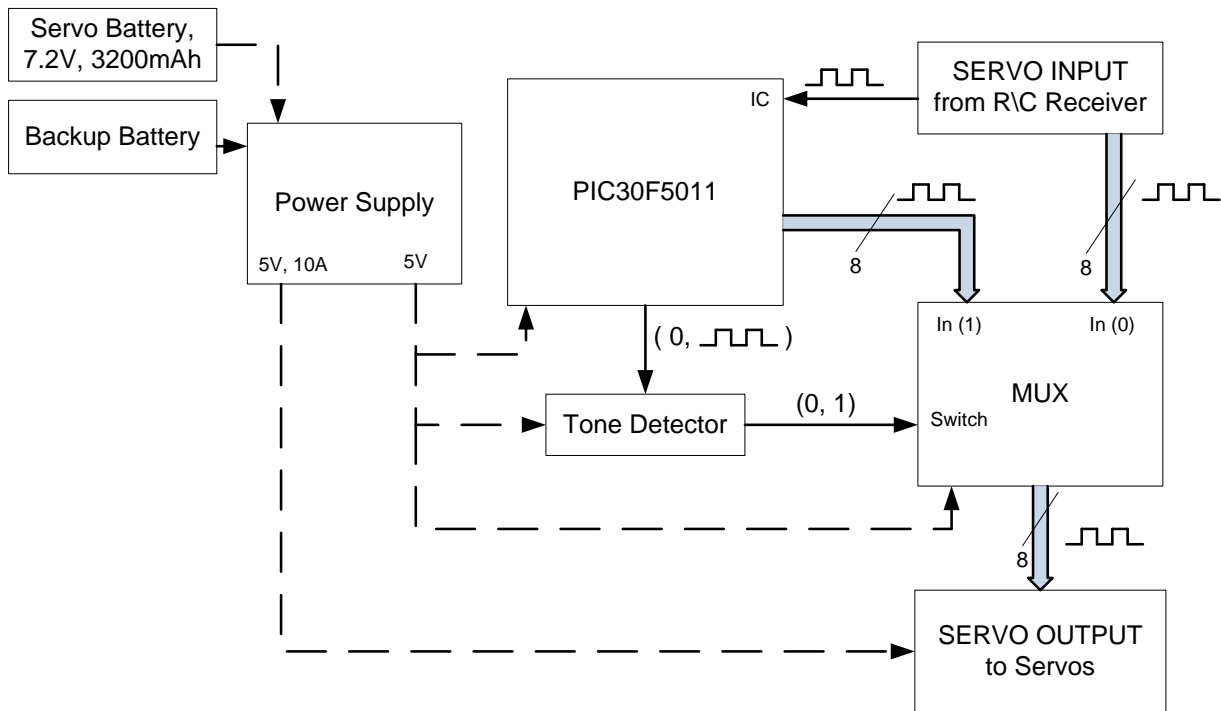 Servo Battery,
7.2V, 3200mAh
Backup Battery
Power Supply
5V, 10A
5V
IC
PIC30F5011
SERVO INPUT
from R\C Receiver
8
8
( 0, )
Tone Detector
(0, 1)
In (1)
In (0)
MUX
Switch
8
SERVO OUTPUT
to Servos